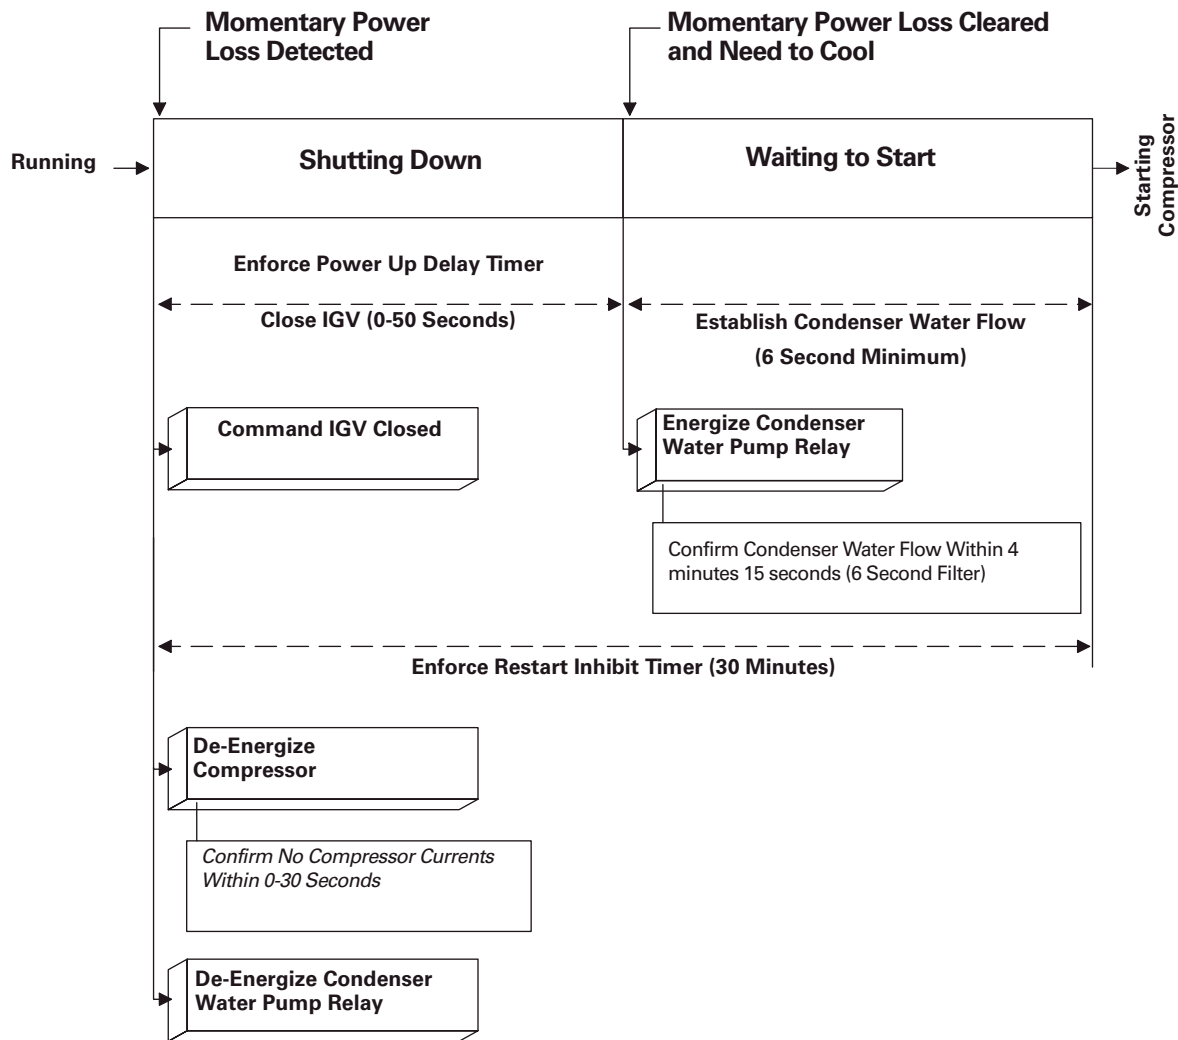 Momentary Power
Loss Detected
Momentary Power Loss Cleared
and Need to Cool
Running
Shutting Down
Waiting to Start
Starting
Compressor
Enforce Power Up Delay Timer
Close IGV (0-50 Seconds)
Establish Condenser Water Flow
(6 Second Minimum)
Command IGV Closed
Energize Condenser
Water Pump Relay
Confirm Condenser Water Flow Within 4
minutes 15 seconds (6 Second Filter)
Enforce Restart Inhibit Timer (30 Minutes)
De-Energize
Compressor
Confirm No Compressor Currents
Within 0-30 Seconds
De-Energize Condenser
Water Pump Relay